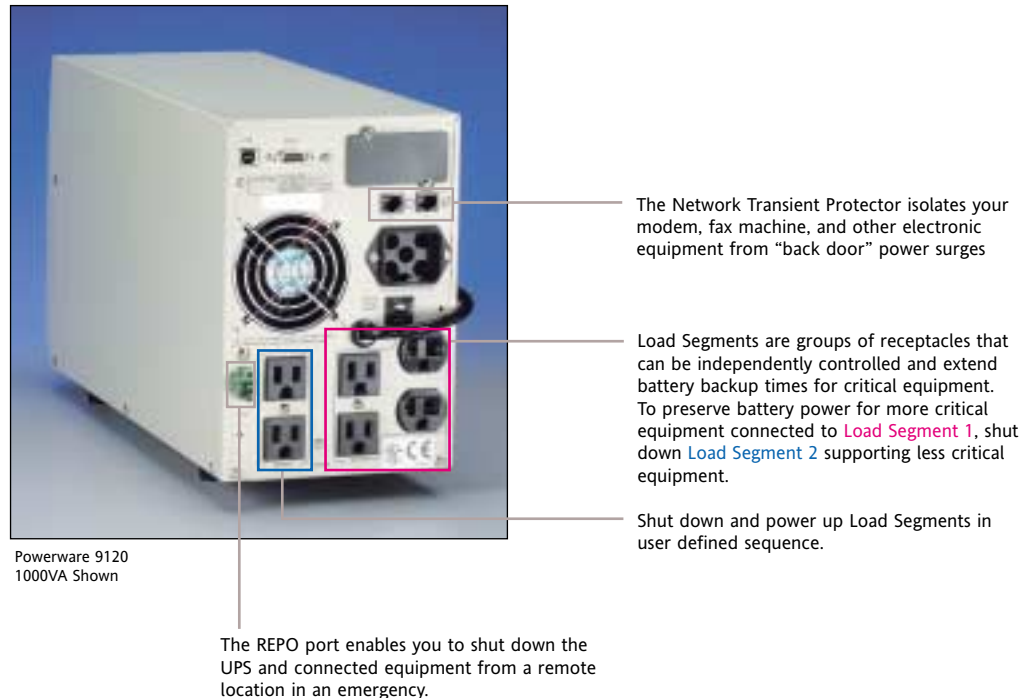 The Network Transient Protector isolates your
modem, fax machine, and other electronic
equipment from “back door” power surges
Load Segments are groups of receptacles that
can be independently controlled and extend
battery backup times for critical equipment.
To preserve battery power for more critical
equipment connected to Load Segment 1, shut
down Load Segment 2 supporting less critical
equipment.
Shut down and power up Load Segments in
user defined sequence.
Powerware 9120
1000VA Shown
The REPO port enables you to shut down the
UPS and connected equipment from a remote
location in an emergency.
CE